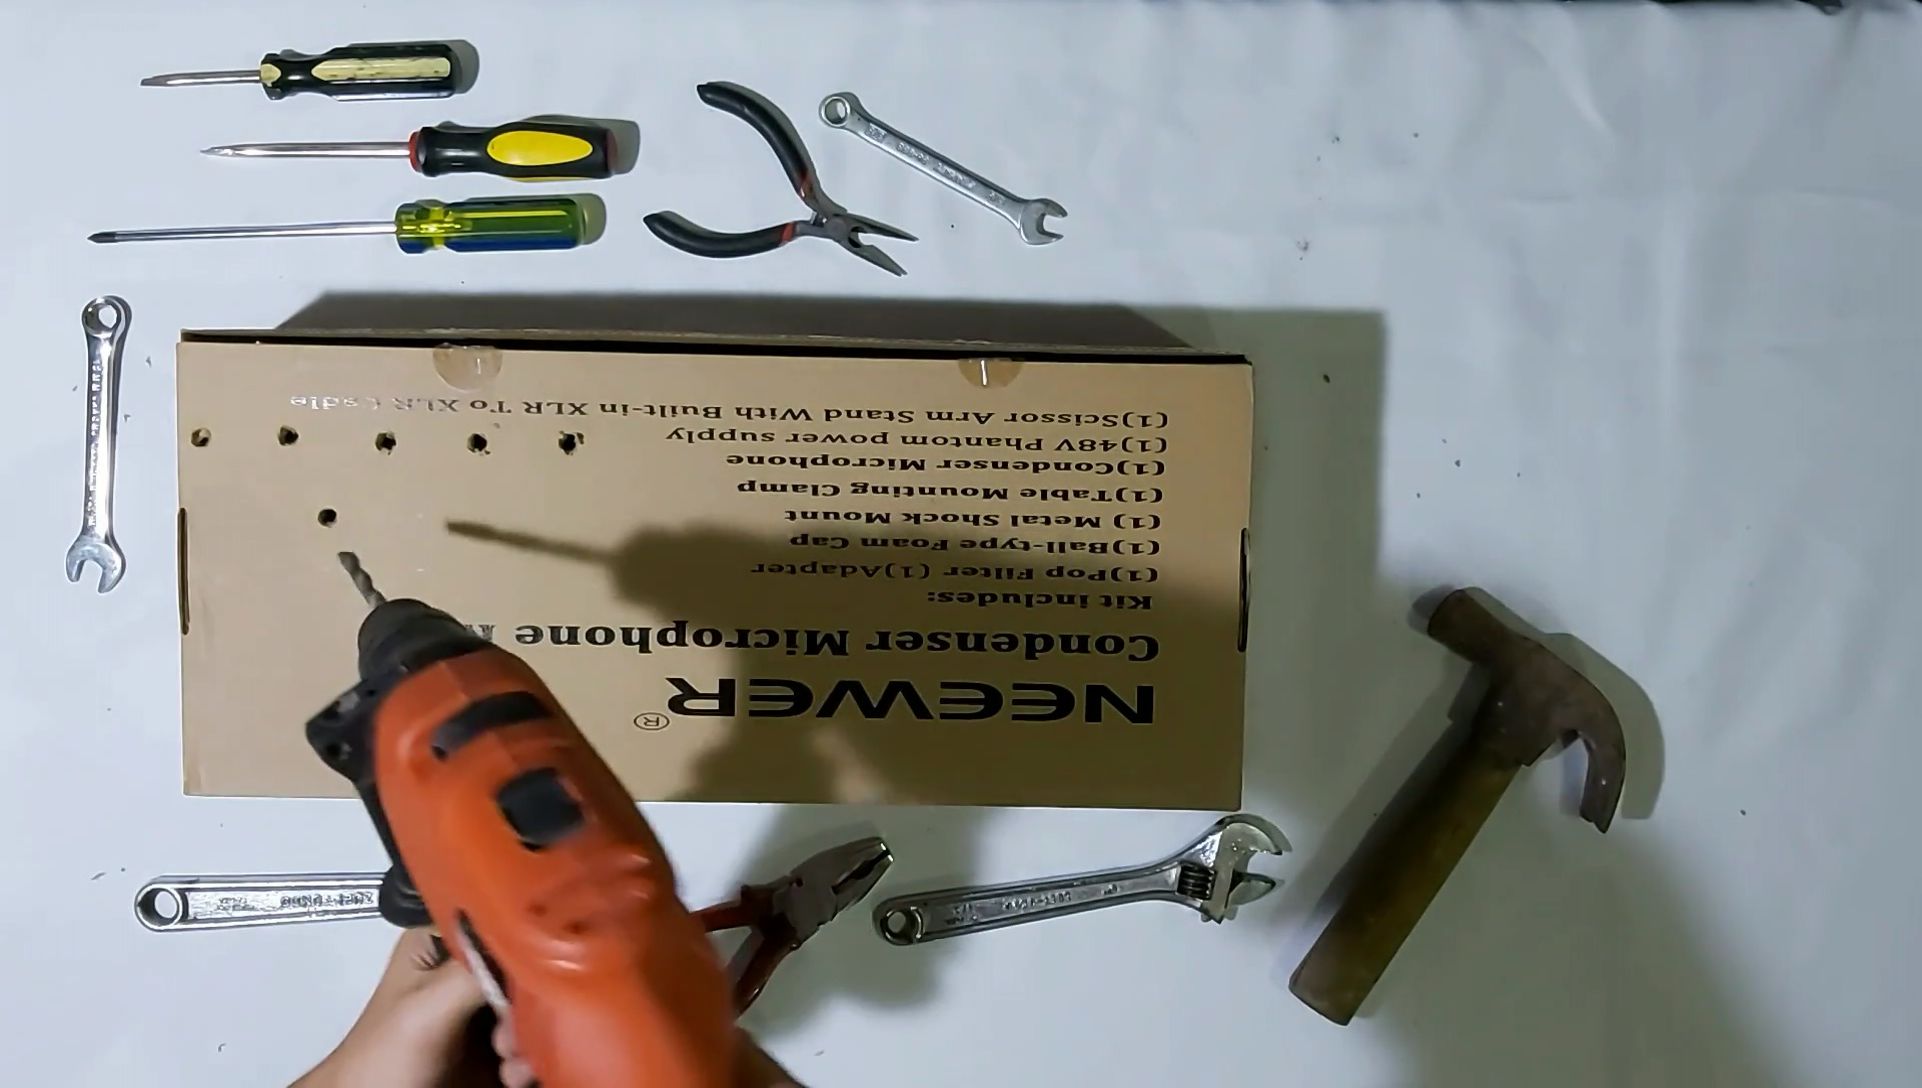 NEEWER®
Condenser Microphone
Kit includes:
(1)Pop Filter (1)Adapter
(1)Ball-type Foam Cap
(1) Metal Shock Mount
(1)Table Mounting Clamp
(1)Condenser Microphone
(1)48V Phantom power supply
(1)Scissor Arm Stand With Built-in XLR To XLR Cable